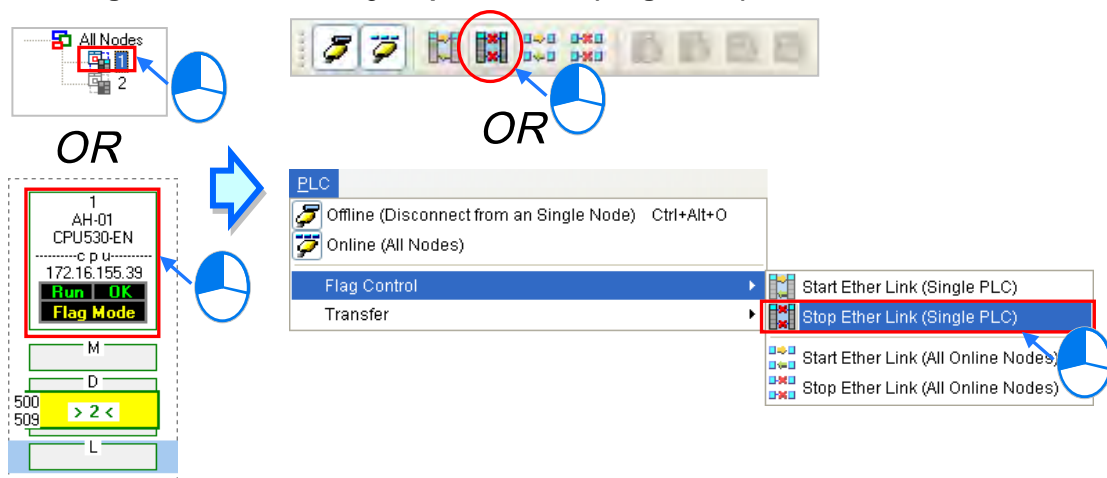 All Nodes
1
2
OR
1
AH-01
CPU530-EN
--------c p u--------
172.16.155.39
Run OK
Flag Mode
M
D
500
509
> 2 <
L
OR
PLC
Offline (Disconnect from an Single Node) Ctrl+Alt+O
Online (All Nodes)
Flag Control
Transfer
Start Ether Link (Single PLC)
Stop Ether Link (Single PLC)
Start Ether Link (All Online Nodes)
Stop Ether Link (All Online Nodes)